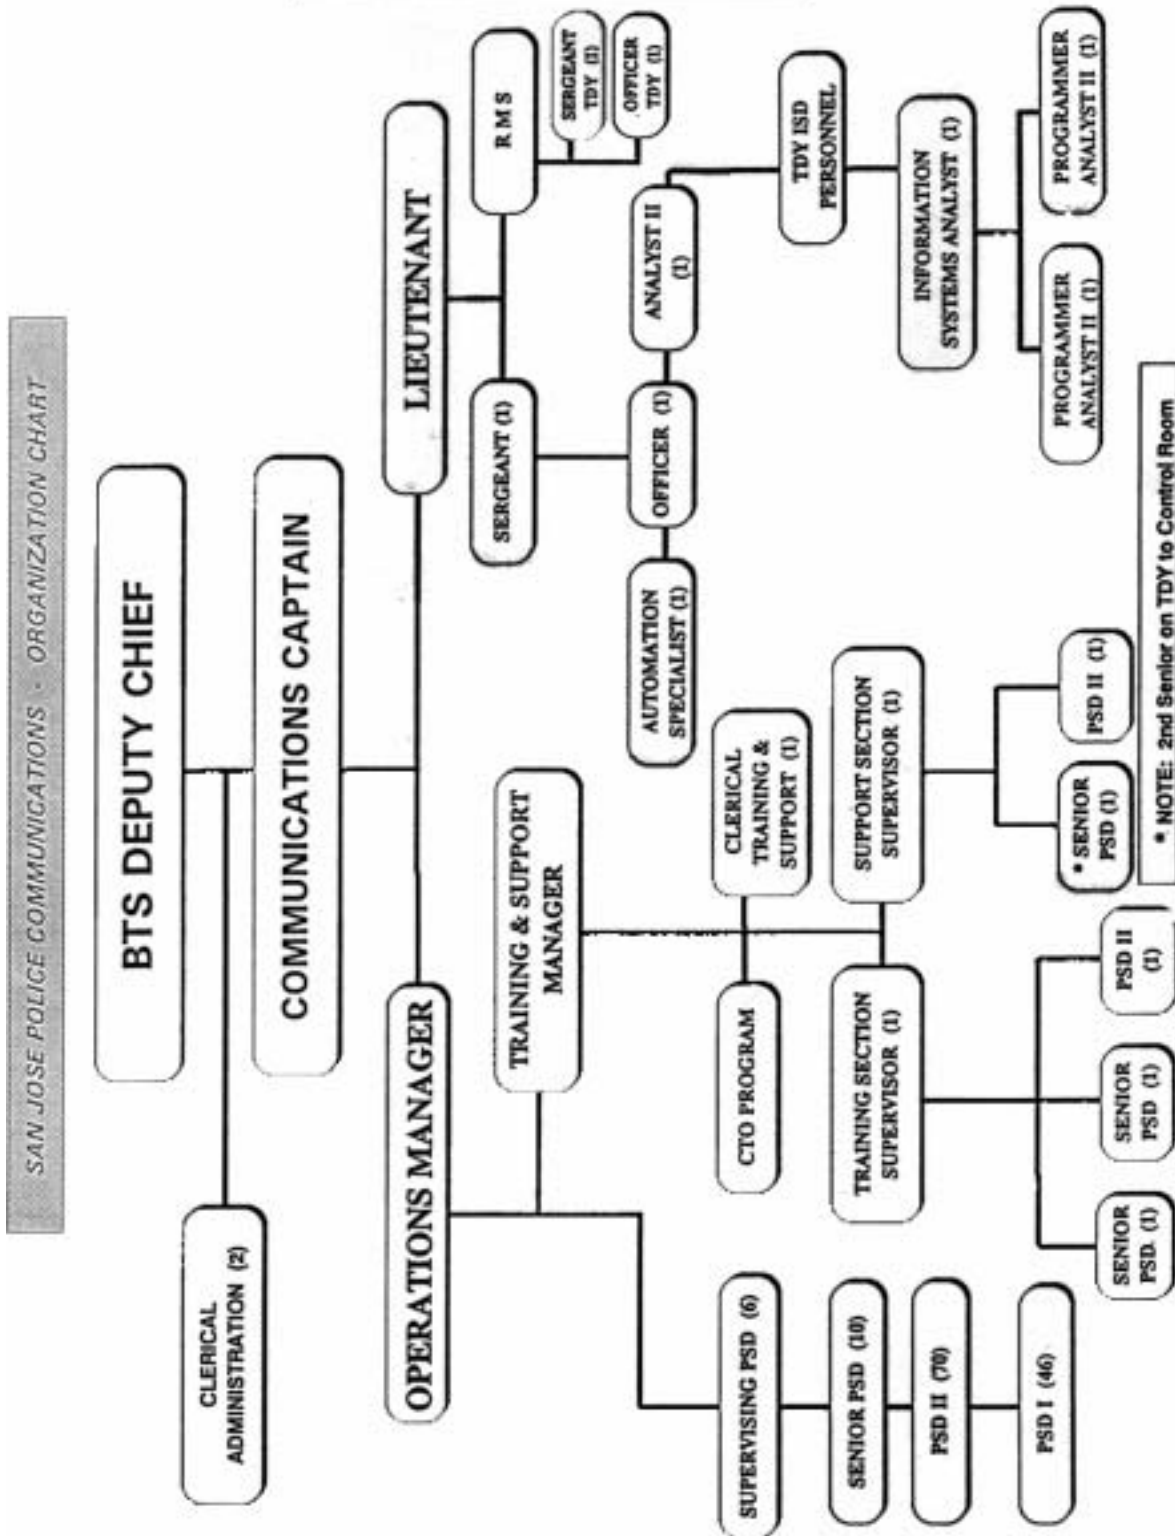 SAN JOSE POLICE COMMUNICATIONS - ORGANIZATION CHART
BTS DEPUTY CHIEF
CLERICAL
ADMINISTRATION (2)
COMMUNICATIONS CAPTAIN
OPERATIONS MANAGER
LIEUTENANT
TRAINING & SUPPORT
MANAGER
SERGEANT (1)
R M S
SERGEANT
TDY (1)
OFFICER
TDY (1)
AUTOMATION
SPECIALIST (1)
OFFICER (1)
ANALYST II
(1)
SUPERVISING PSD (6)
CTO PROGRAM
CLERICAL
TRAINING &
SUPPORT (1)
TDY ISD
PERSONNEL
SENIOR PSD (10)
TRAINING SECTION
SUPERVISOR (1)
SUPPORT SECTION
SUPERVISOR (1)
INFORMATION
SYSTEMS ANALYST (1)
PSD II (70)
PSD I (46)
SENIOR
PSD. (1)
SENIOR
PSD (1)
PSD II
(1)
* SENIOR
PSD (1)
PSD II (1)
PROGRAMMER
ANALYST II (1)
PROGRAMMER
ANALYST II (1)
* NOTE: 2nd Senior on TDY to Control Room